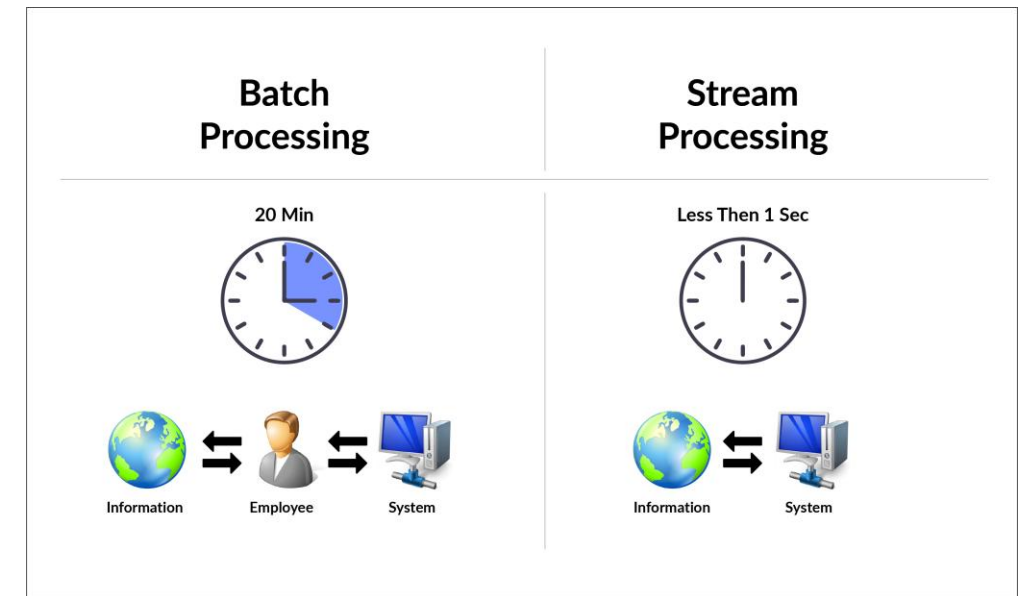 Batch
Processing
Stream
Processing
20 Min
Less Then 1 Sec
Information
Employee
System
Information
System